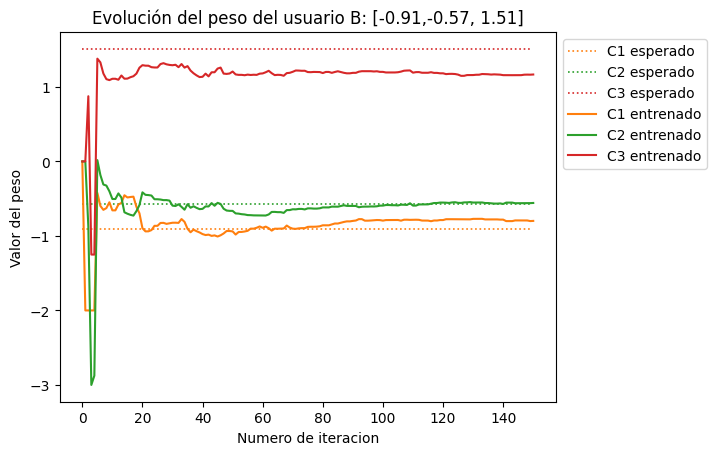 Evolución del peso del usuario B: [-0.91,-0.57, 1.51]
C1 esperado
C2 esperado
C3 esperado
C1 entrenado
C2 entrenado
C3 entrenado
Valor del peso
1
0
−1
−2
−3
0 20 40 60 80 100 120 140
Numero de iteracion